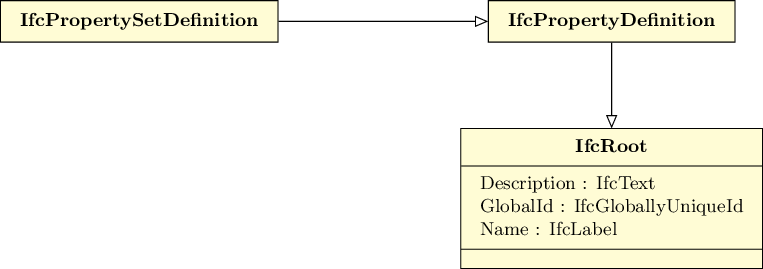 IfcPropertySetDefinition
IfcPropertyDefinition
IfcRoot
Description : IfcText
GlobalId : IfcGloballyUniqueId
Name : IfcLabel